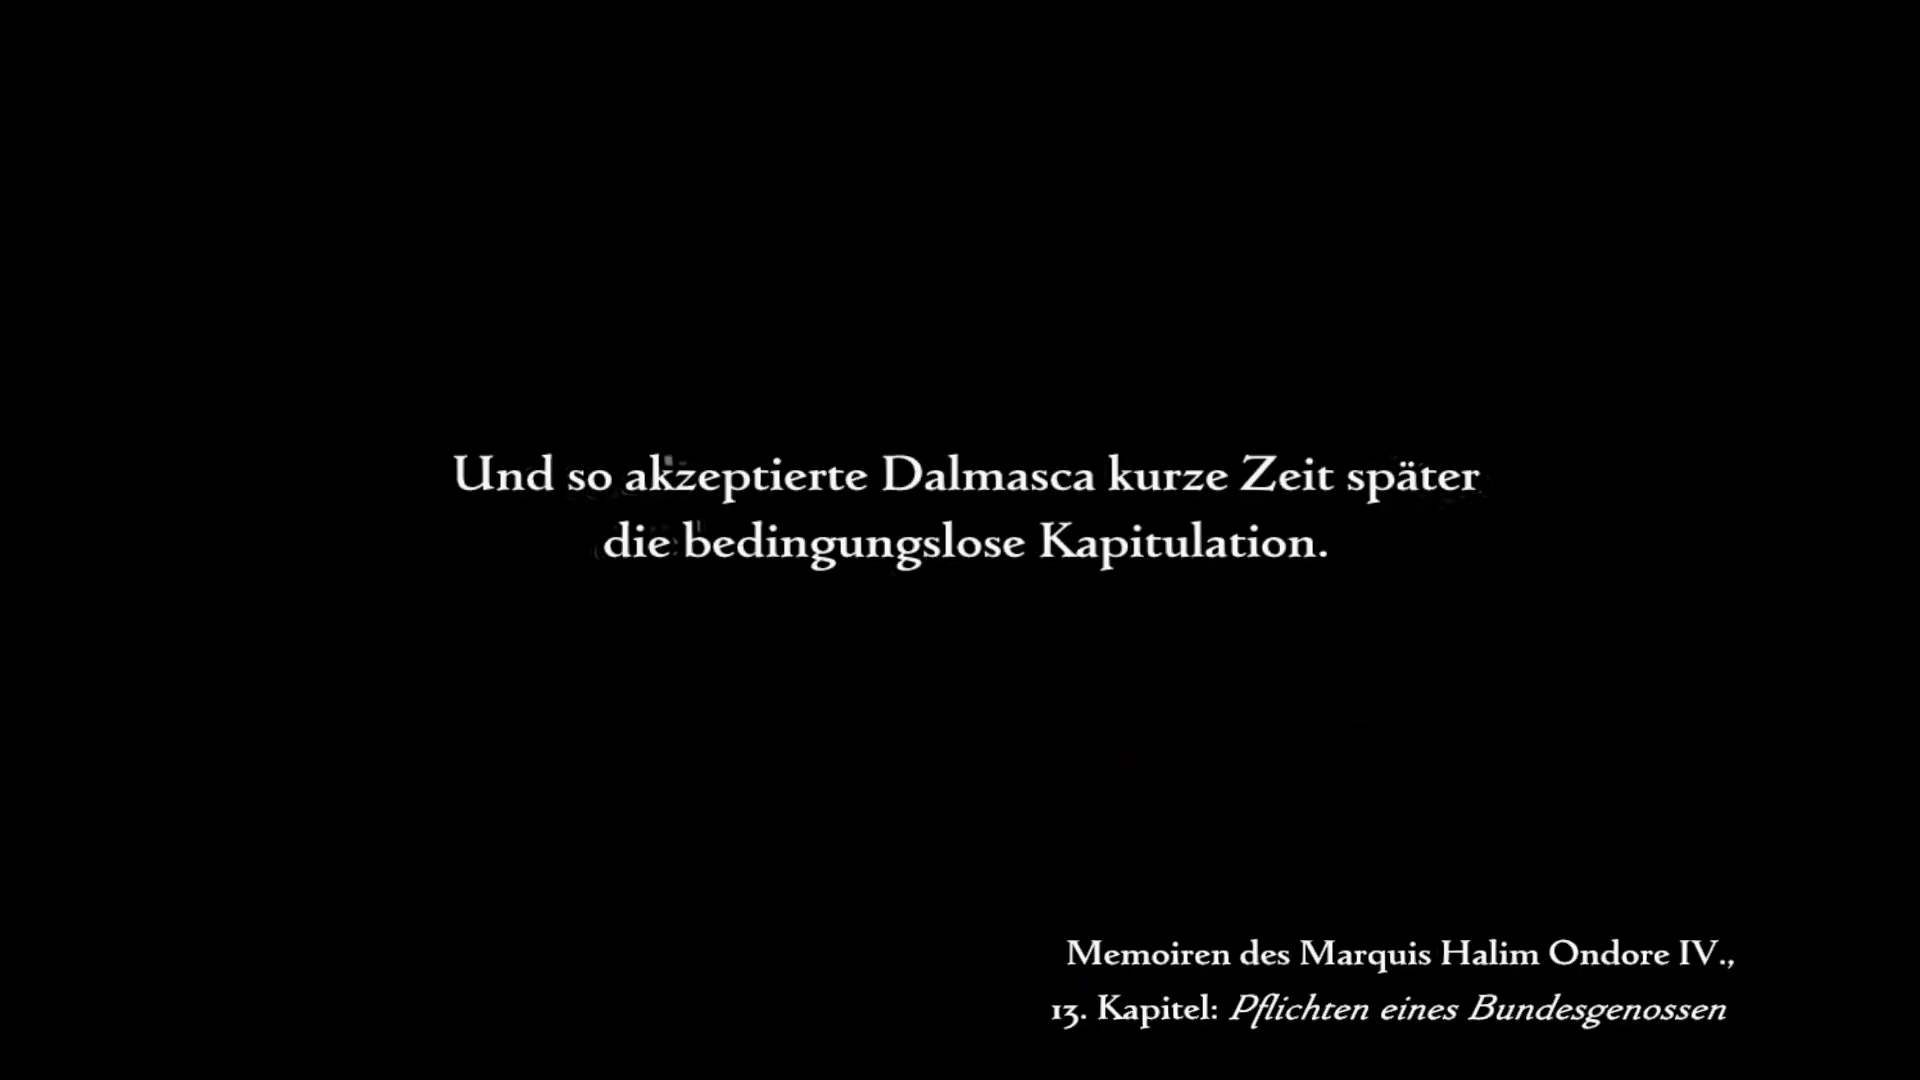 Und so akzeptierte Dalmasca kurze Zeit später
die bedingungslose Kapitulation.
Memoiren des Marquis Halim Ondore IV.,
13. Kapitel: Pflichten eines Bundesgenossen